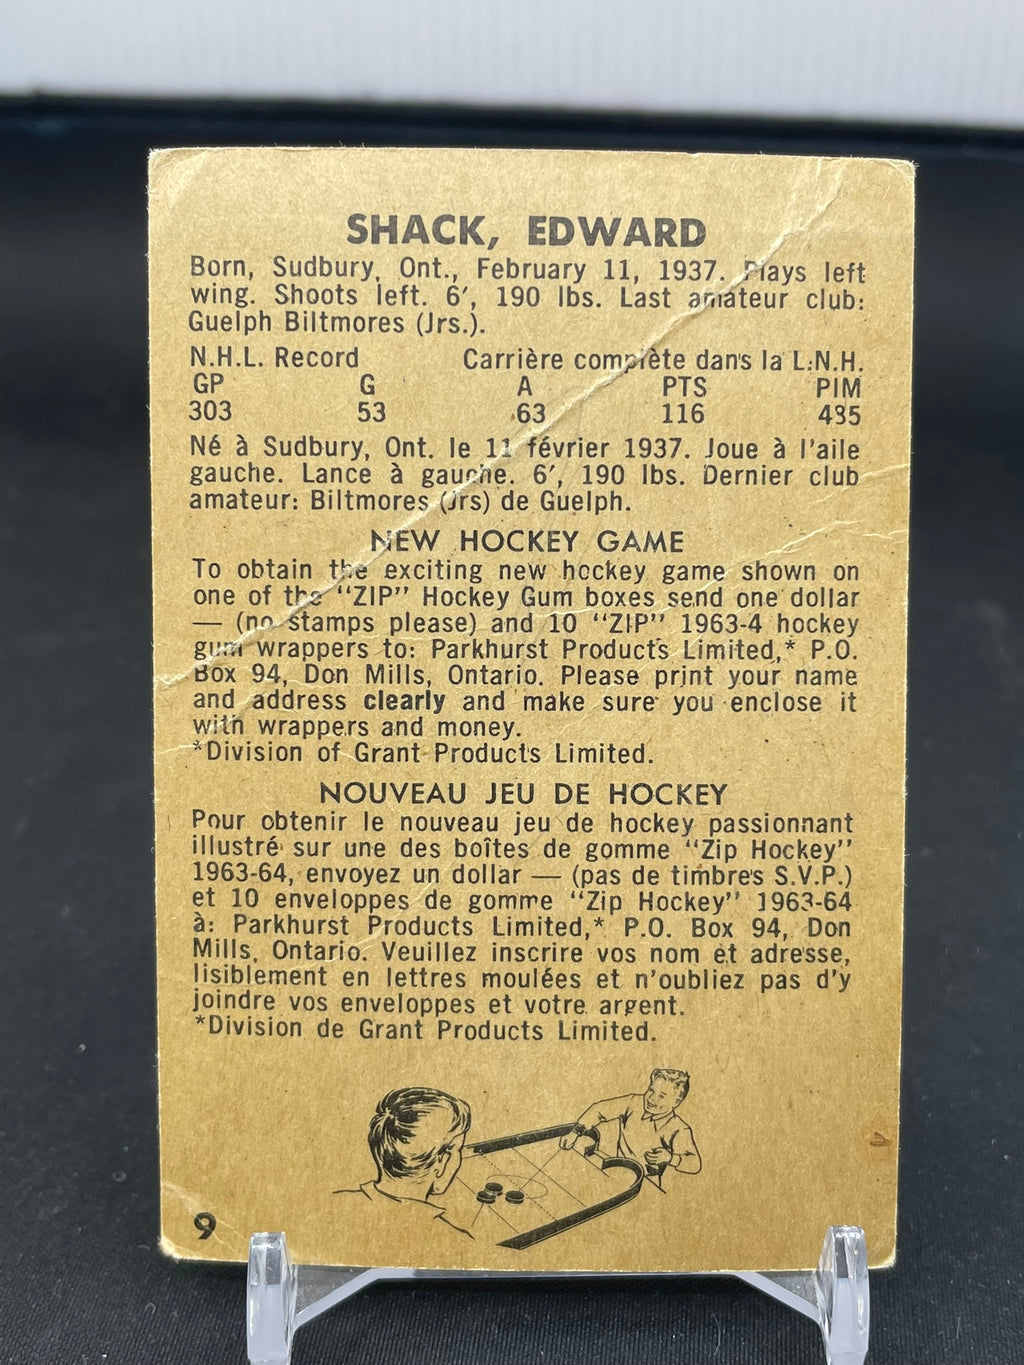 SHACK, EDWARD
Born, Sudbury, Ont., February 11, 1937. Plays left
wing. Shoots left. 6′, 190 lbs. Last amateur club:
Guelph Biltmores (Jrs.).
N.H.L. Record Carrière complète dans la L.N.H.
GP G A PTS PIM
303 53 63 116 435
Né à Sudbury, Ont. le 11 février 1937. Joue à l'aile
gauche. Lance à gauche. 6′, 190 lbs. Dernier club
amateur: Biltmores (Jrs) de Guelph.
NEW HOCKEY GAME
To obtain the exciting new hockey game shown on
one of the "ZIP" Hockey Gum boxes send one dollar
— (no stamps please) and 10 "ZIP" 1963-4 hockey
gum wrappers to: Parkhurst Products Limited,* P.O.
Box 94, Don Mills, Ontario. Please print your name
and address clearly and make sure you enclose it
with wrappers and money.
*Division of Grant Products Limited.
NOUVEAU JEU DE HOCKEY
Pour obtenir le nouveau jeu de hockey passionnant
illustré sur une des boîtes de gomme "Zip Hockey"
1963-64, envoyez un dollar — (pas de timbres S.V.P.)
et 10 enveloppes de gomme "Zip Hockey" 1963-64
à: Parkhurst Products Limited,* P.O. Box 94, Don
Mills, Ontario. Veuillez inscrire vos nom et adresse,
lisiblement en lettres moulées et n'oubliez pas d'y
joindre vos enveloppes et votre argent.
*Division de Grant Products Limited.
9